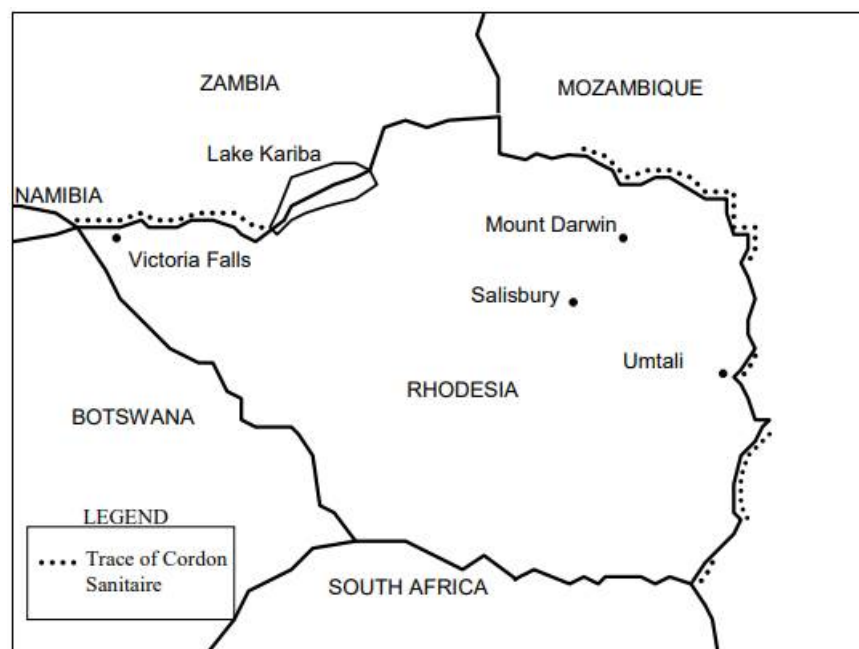 ZAMBIA
MOZAMBIQUE
Lake Kariba
NAMIBIA
Mount Darwin
Victoria Falls
Salisbury
Umtali
RHODESIA
BOTSWANA
LEGEND
Trace of Cordon
Sanitaire
SOUTH AFRICA